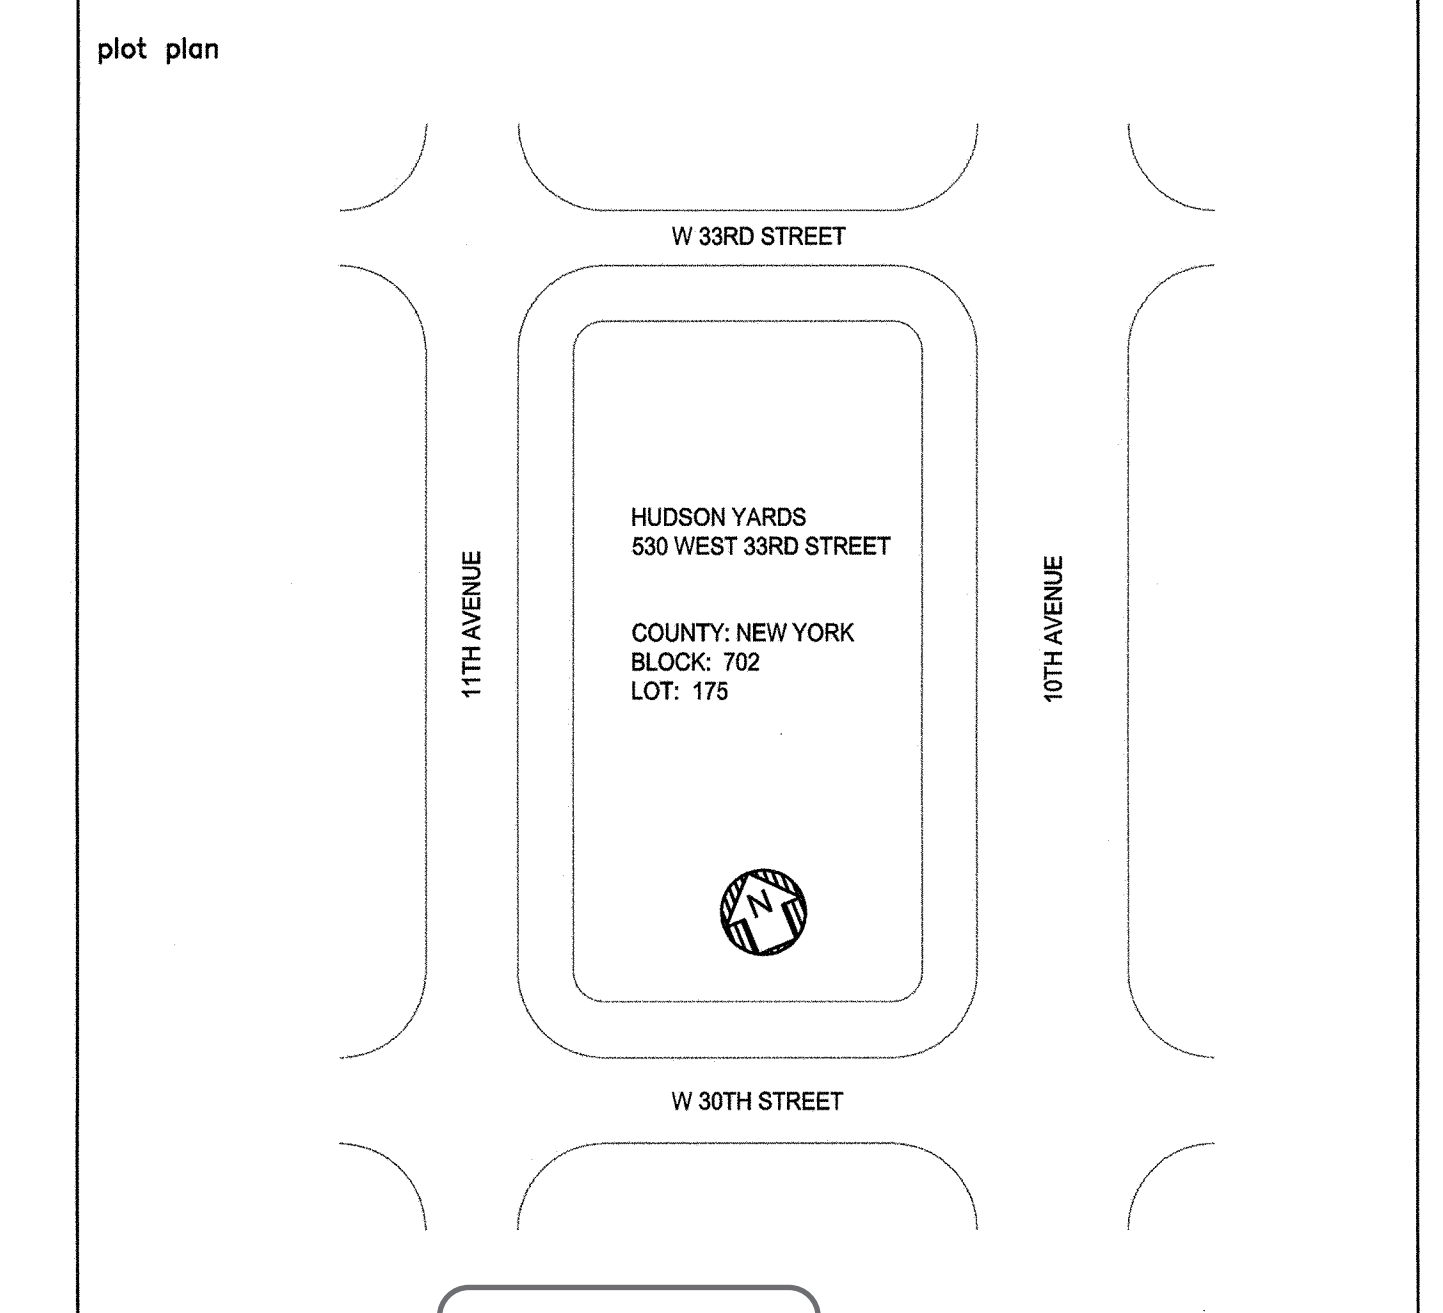 plot plan
W 33RD STREET
HUDSON YARDS
530 WEST 33RD STREET
11TH AVENUE
10TH AVENUE
COUNTY: NEW YORK
BLOCK: 702
LOT: 175
N
W 30TH STREET